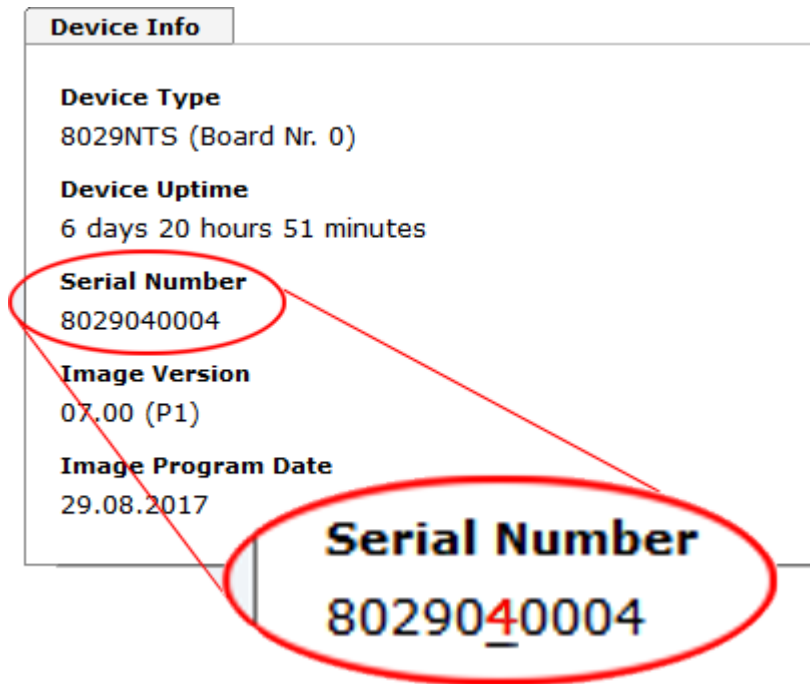 Device Info
Device Type
8029NTS (Board Nr. 0)
Device Uptime
6 days 20 hours 51 minutes
Serial Number
8029040004
Image Version
07.00 (P1)
Image Program Date
29.08.2017
Serial Number
8029040004